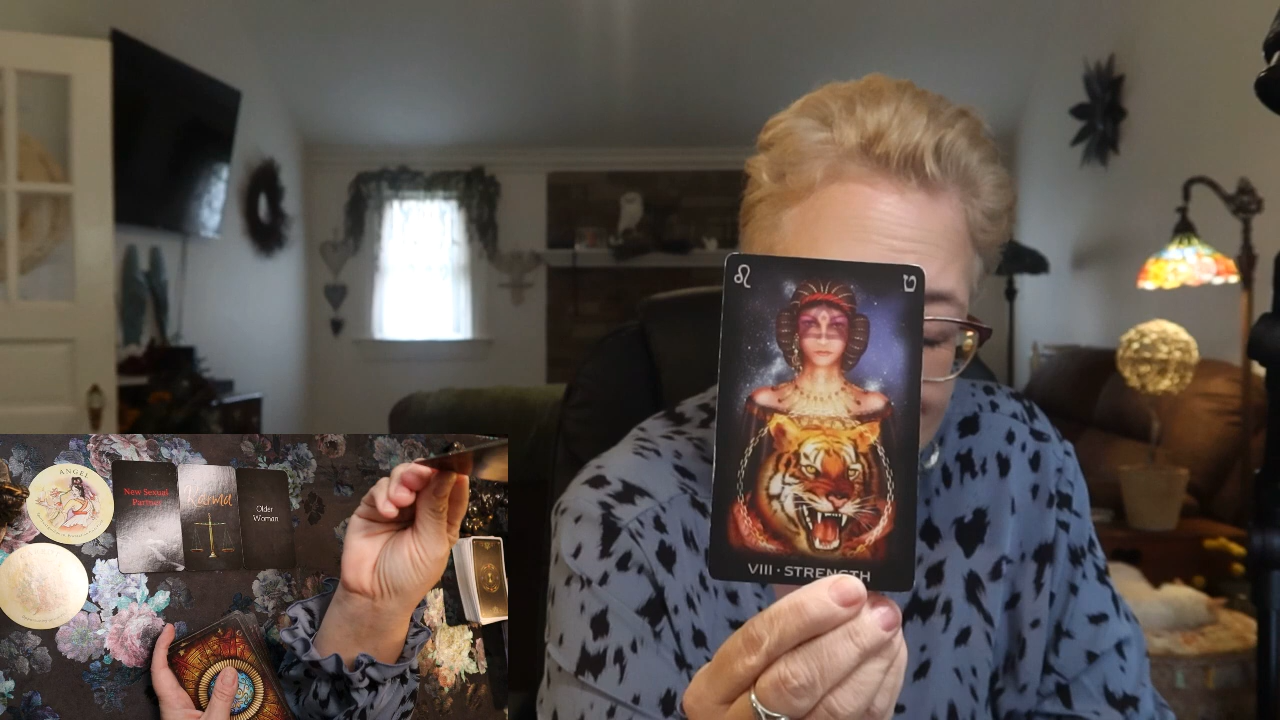 VIII · STRENGTH
ANGEL
New Sexual
Partner
Karma
Older
Woman